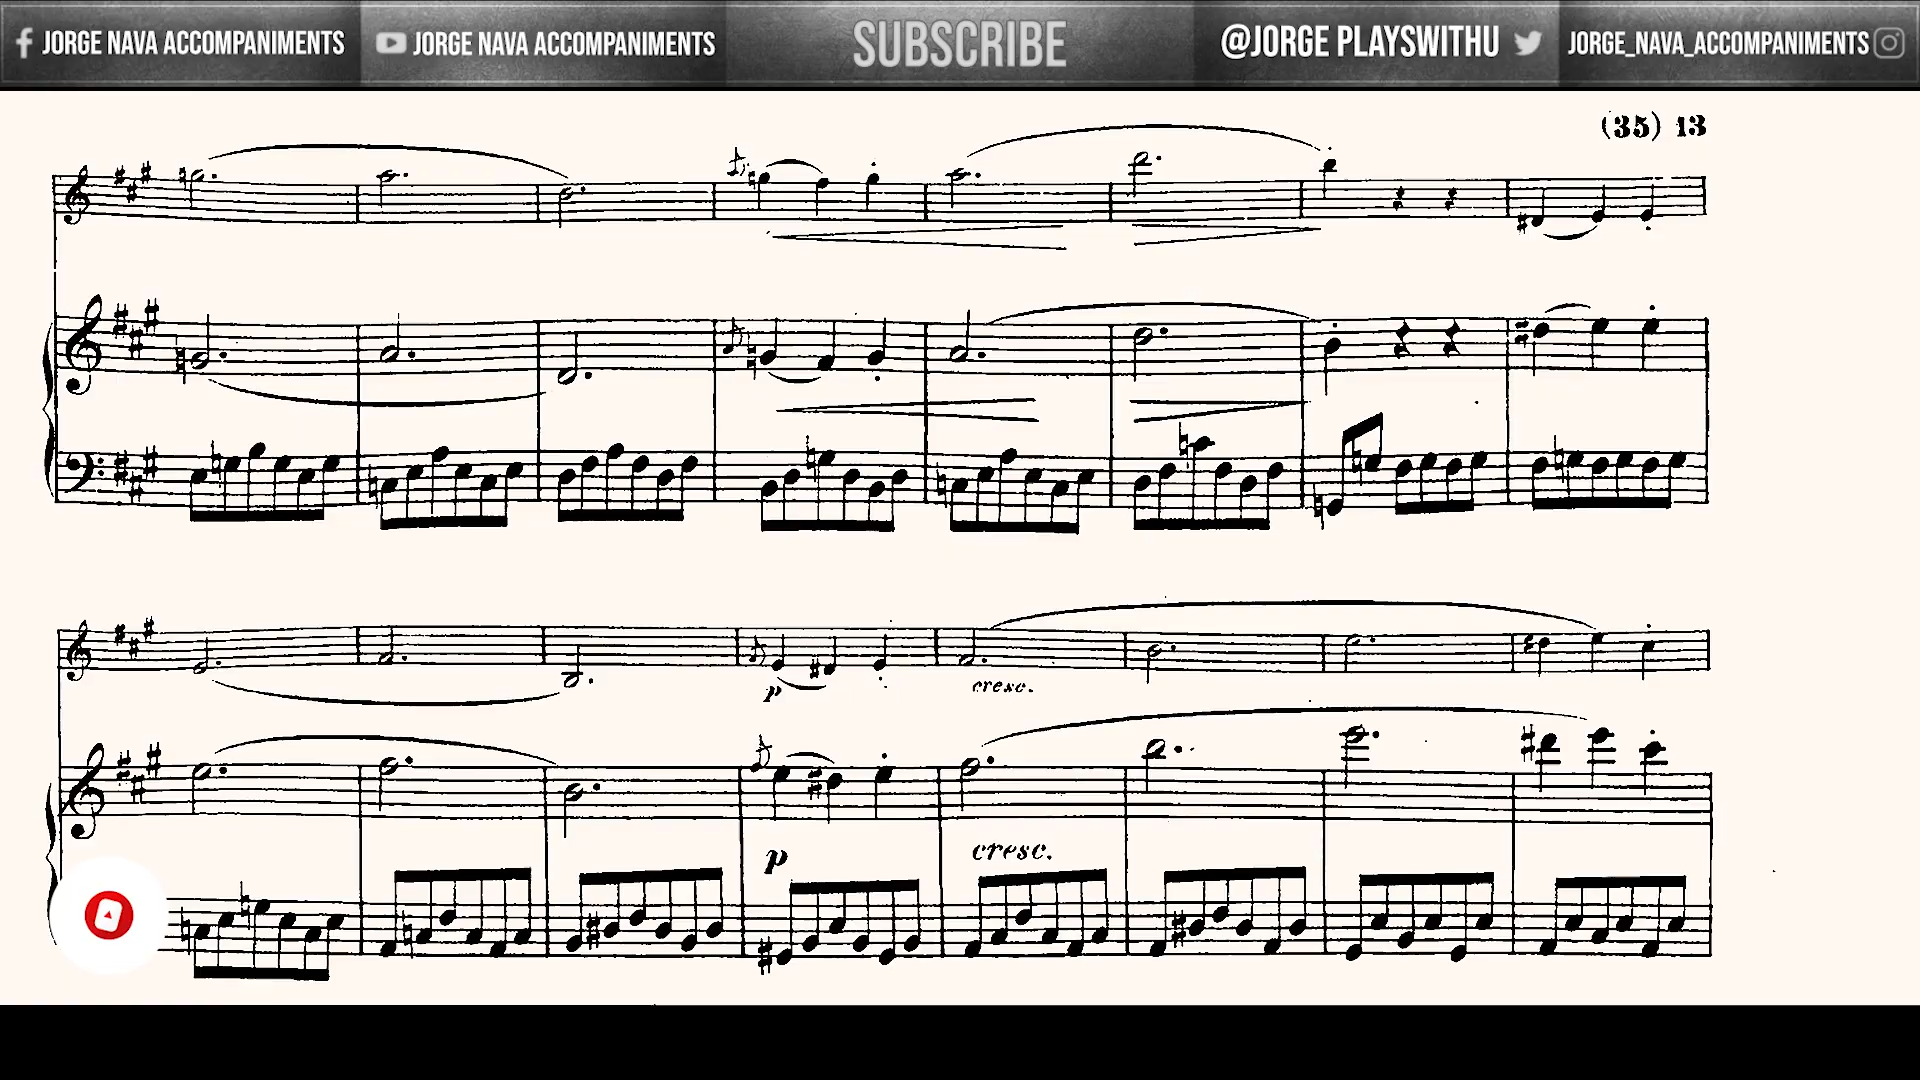 JORGE NAVA ACCOMPANIMENTS JORGE NAVA ACCOMPANIMENTS SUBSCRIBE @JORGE PLAYSWITHU JORGE_NAVA_ACCOMPANIMENTS
(35) 13
p cresc.
p cresc.